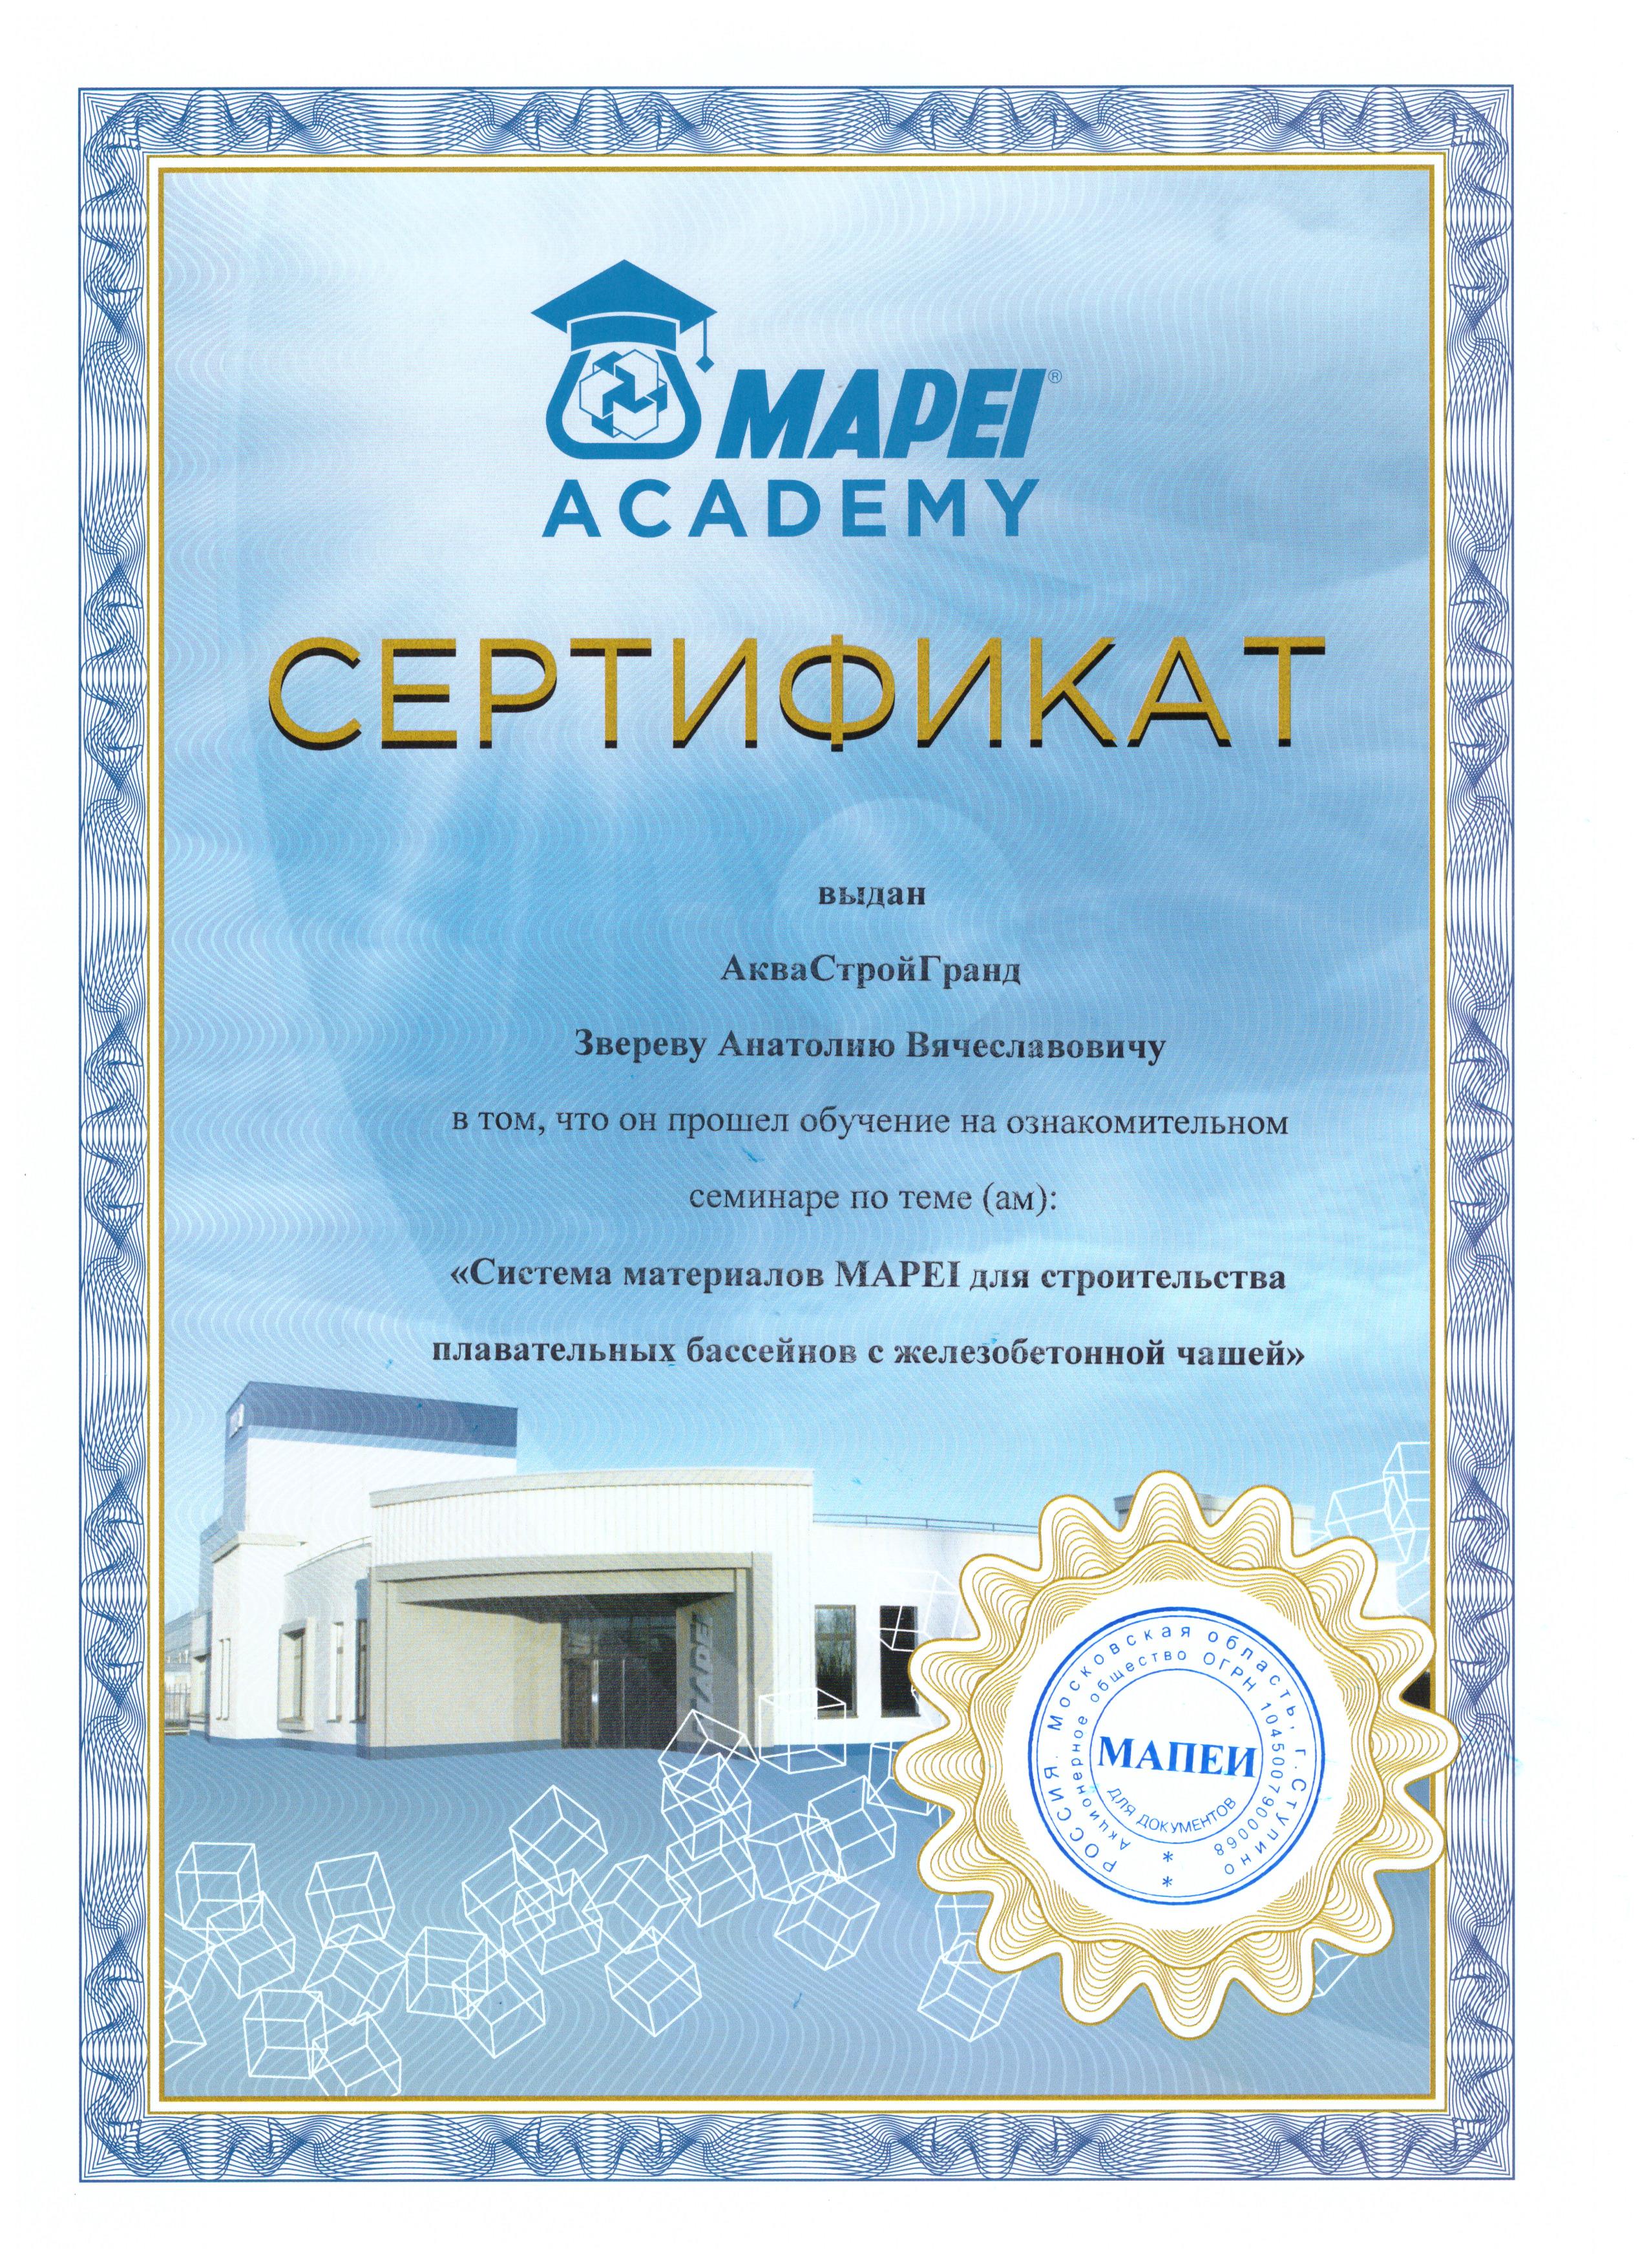 MAPEI®
ACADEMY
СЕРТИФИКАТ
выдан
АкваСтройГранд
Звереву Анатолию Вячеславовичу
в том, что он прошел обучение на ознакомительном
семинаре по теме (ам):
«Система материалов MAPEI для строительства
плавательных бассейнов с железобетонной чашей»
MAPEI
РОССИЯ. Московская область, г.Ступино
Акционерное общество ОГРН 1045007900068
МАПЕИ
ДЛЯ ДОКУМЕНТОВ
* *